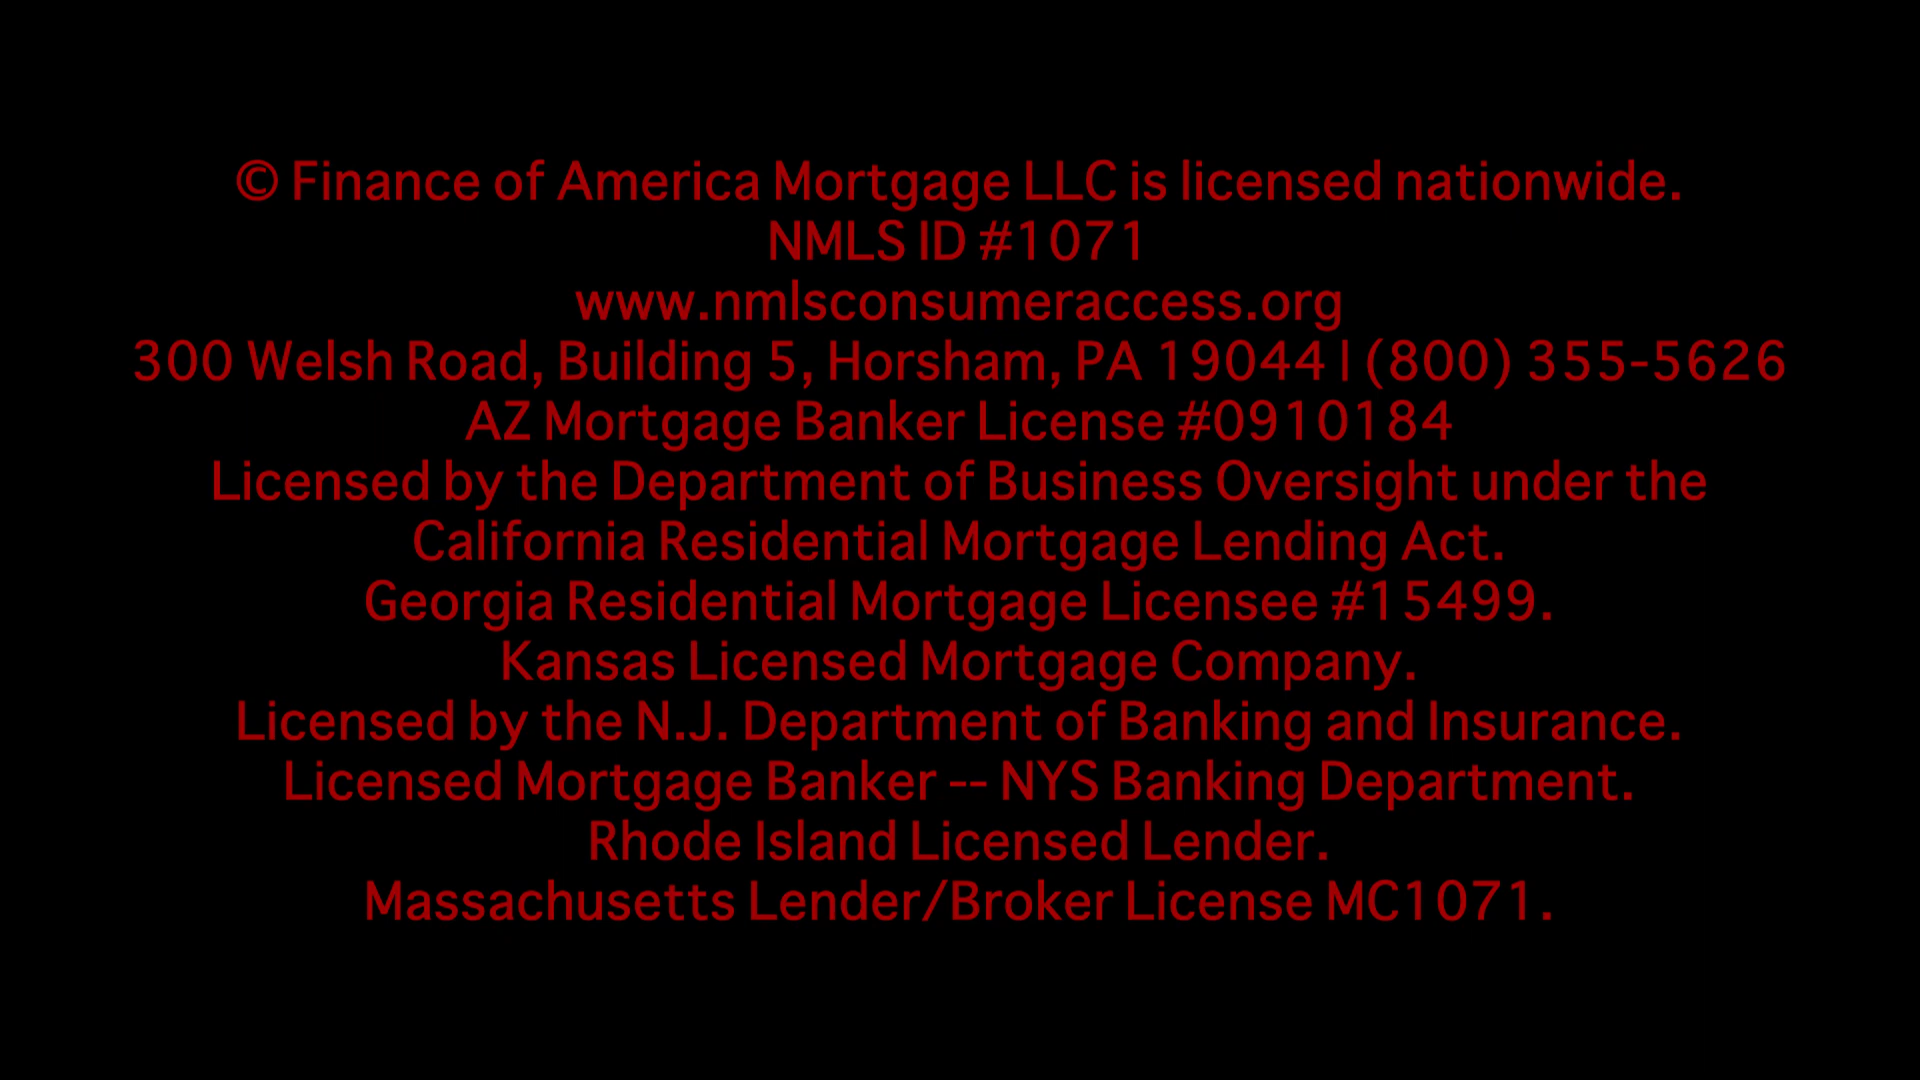 © Finance of America Mortgage LLC is licensed nationwide.
NMLS ID #1071
www.nmlsconsumeraccess.org
300 Welsh Road, Building 5, Horsham, PA 19044 | (800) 355-5626
AZ Mortgage Banker License #0910184
Licensed by the Department of Business Oversight under the
California Residential Mortgage Lending Act.
Georgia Residential Mortgage Licensee #15499.
Kansas Licensed Mortgage Company.
Licensed by the N.J. Department of Banking and Insurance.
Licensed Mortgage Banker -- NYS Banking Department.
Rhode Island Licensed Lender.
Massachusetts Lender/Broker License MC1071.